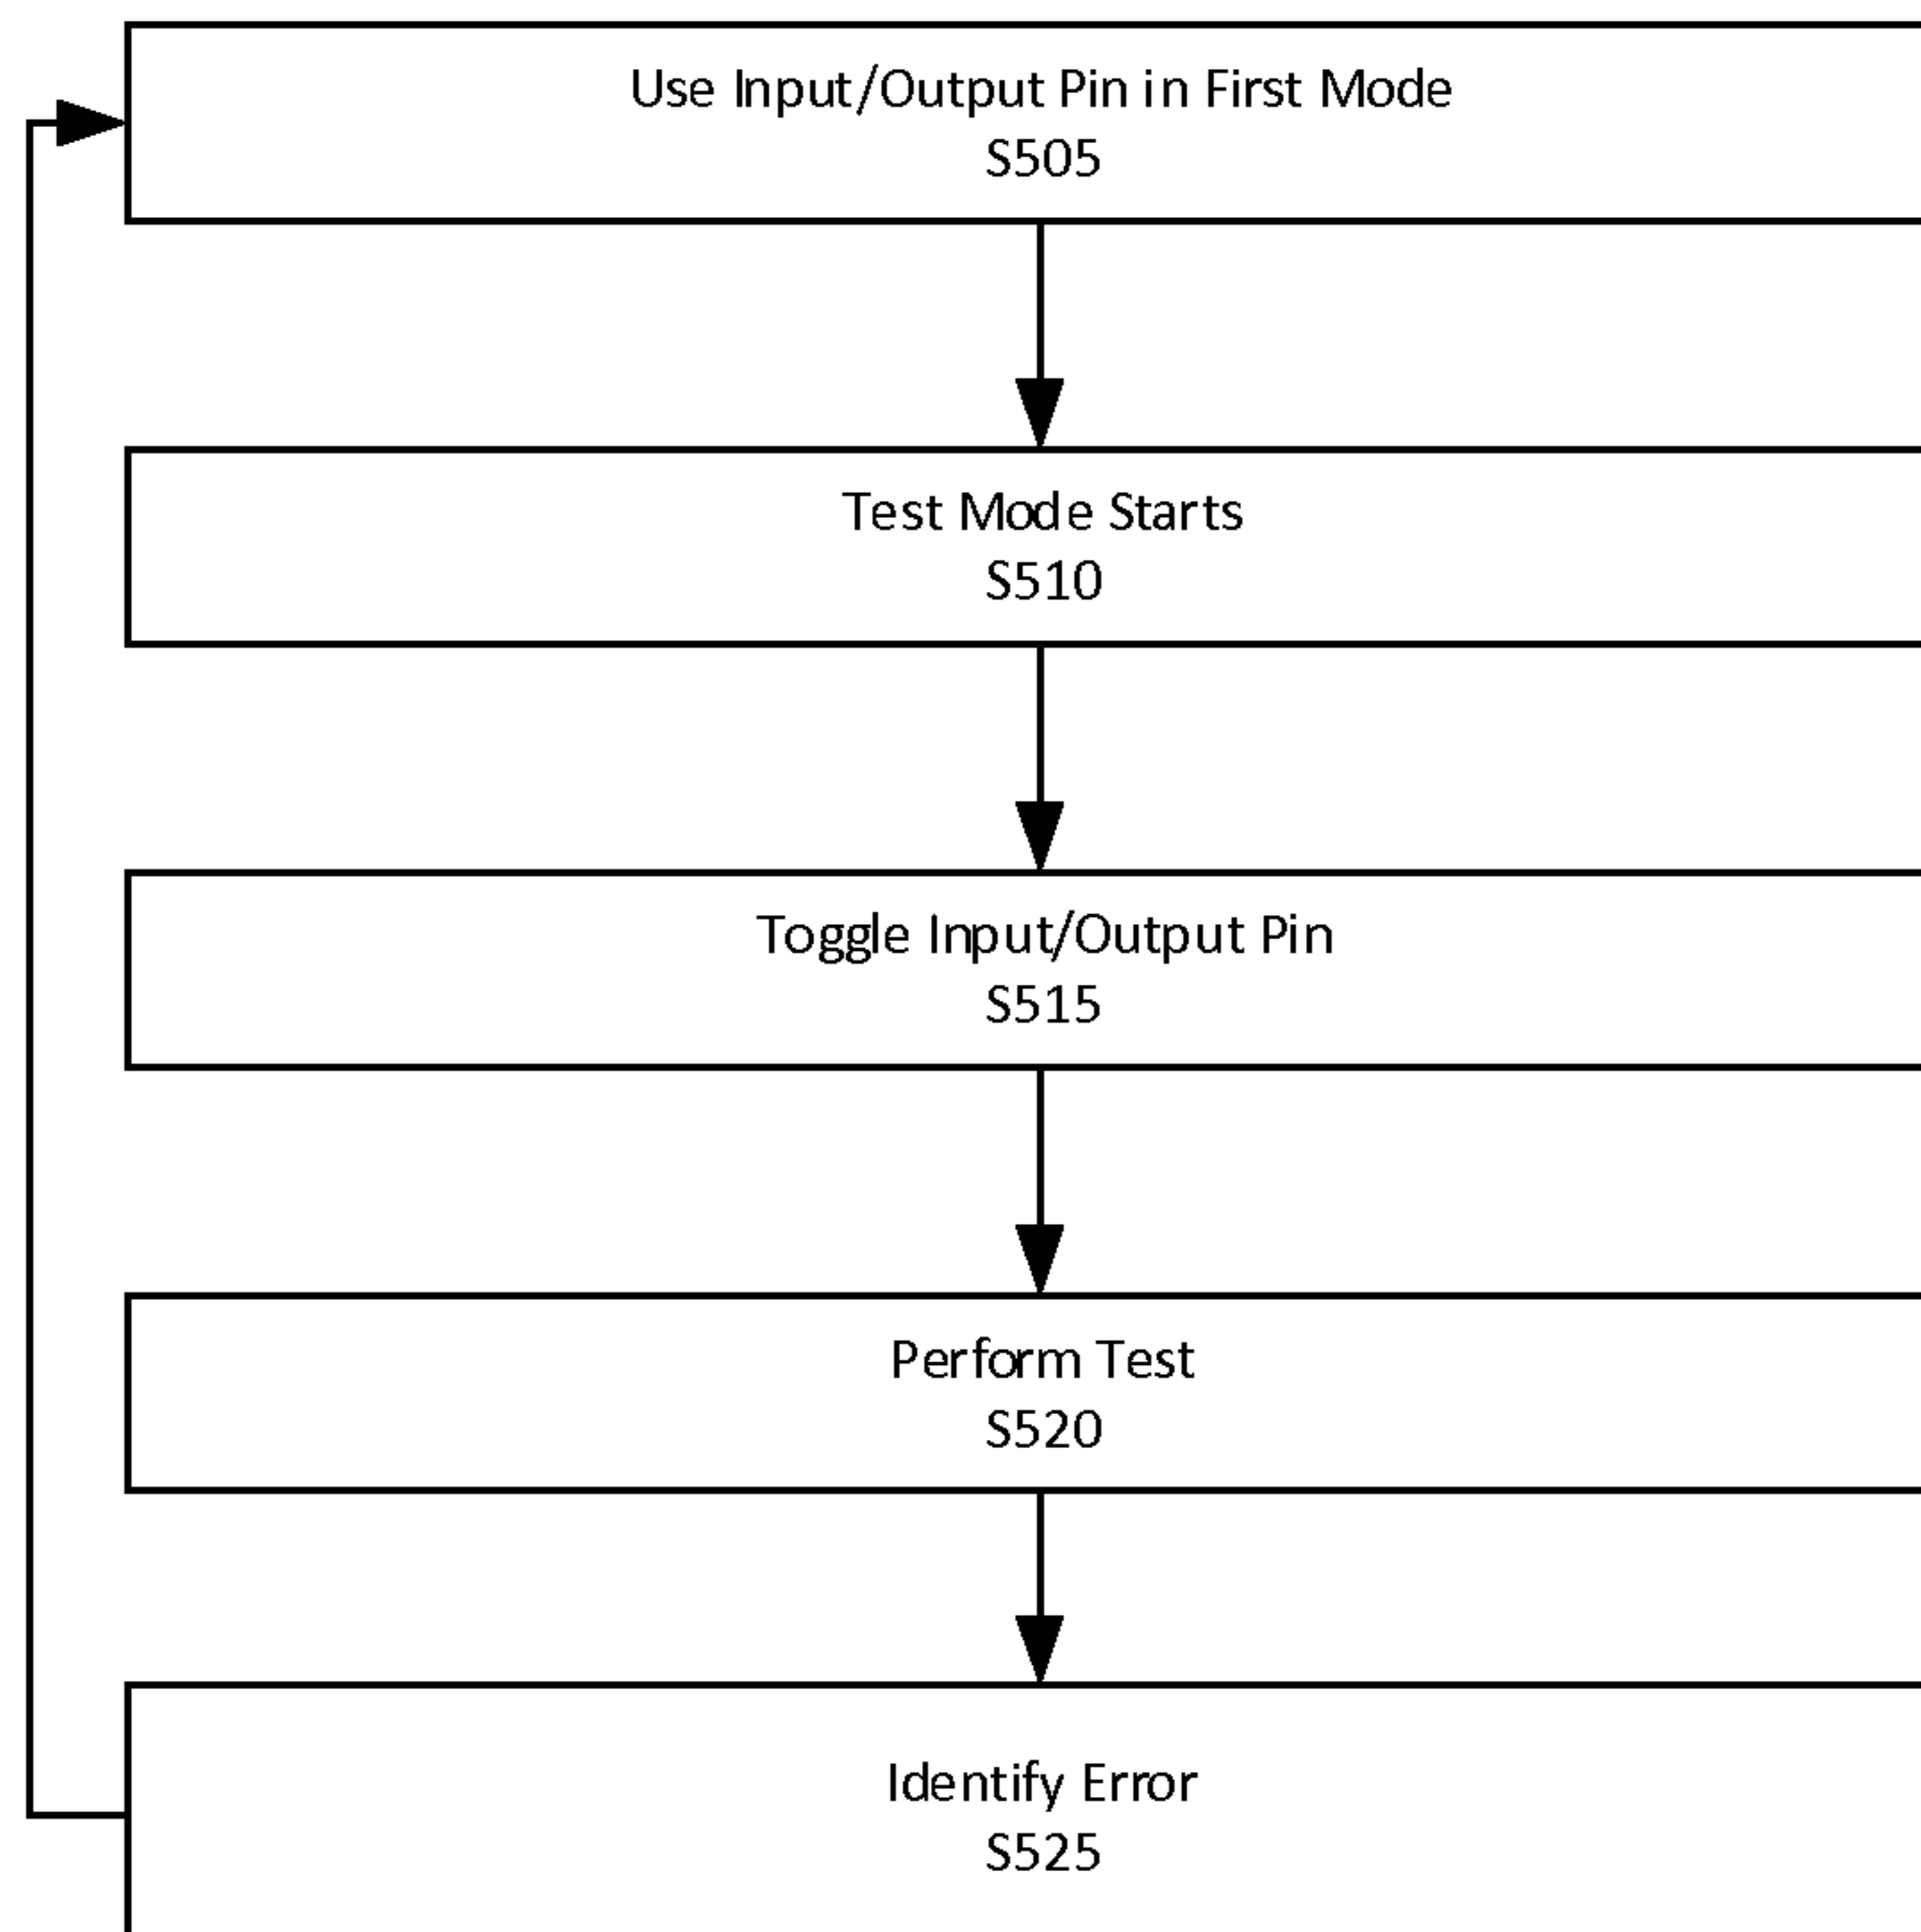 Use Input/Output Pin in First Mode
S505
Test Mode Starts
S510
Toggle Input/Output Pin
S515
Perform Test
S520
Identify Error
S525